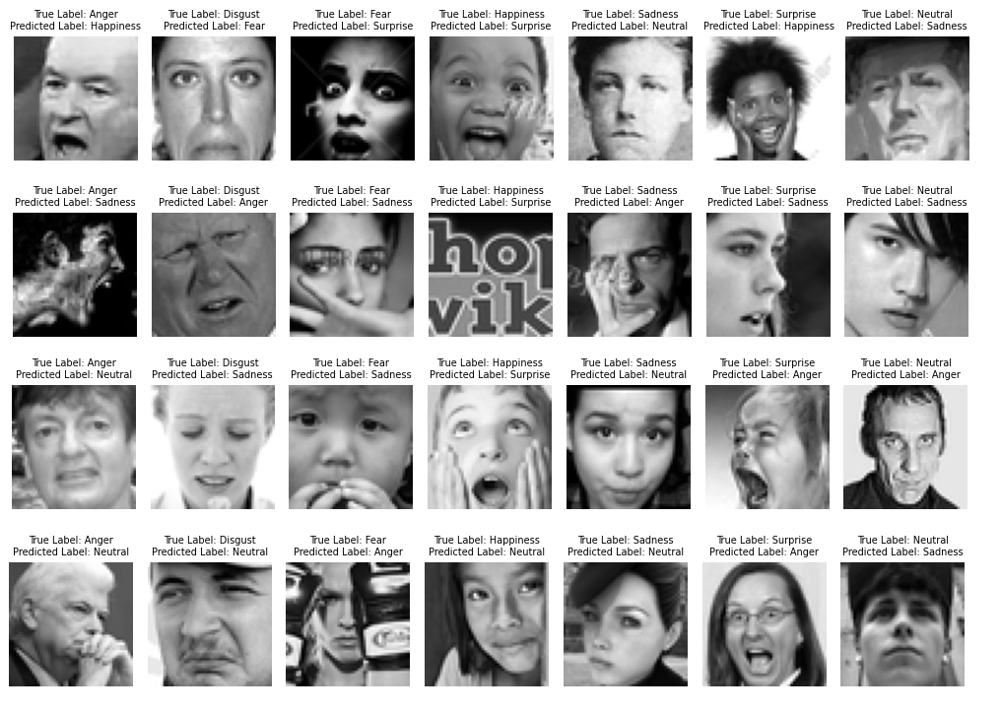 True Label: Anger
Predicted Label: Happiness
True Label: Disgust
Predicted Label: Fear
True Label: Fear
Predicted Label: Surprise
True Label: Happiness
Predicted Label: Surprise
True Label: Sadness
Predicted Label: Neutral
True Label: Surprise
Predicted Label: Happiness
True Label: Neutral
Predicted Label: Sadness
True Label: Anger
Predicted Label: Sadness
True Label: Disgust
Predicted Label: Anger
True Label: Fear
Predicted Label: Sadness
True Label: Happiness
Predicted Label: Surprise
hop
wik
True Label: Sadness
Predicted Label: Anger
True Label: Surprise
Predicted Label: Sadness
True Label: Neutral
Predicted Label: Sadness
True Label: Anger
Predicted Label: Neutral
True Label: Disgust
Predicted Label: Sadness
True Label: Fear
Predicted Label: Sadness
True Label: Happiness
Predicted Label: Surprise
True Label: Sadness
Predicted Label: Neutral
True Label: Surprise
Predicted Label: Anger
True Label: Neutral
Predicted Label: Anger
True Label: Anger
Predicted Label: Neutral
True Label: Disgust
Predicted Label: Neutral
True Label: Fear
Predicted Label: Anger
True Label: Happiness
Predicted Label: Neutral
True Label: Sadness
Predicted Label: Neutral
True Label: Surprise
Predicted Label: Anger
True Label: Neutral
Predicted Label: Sadness